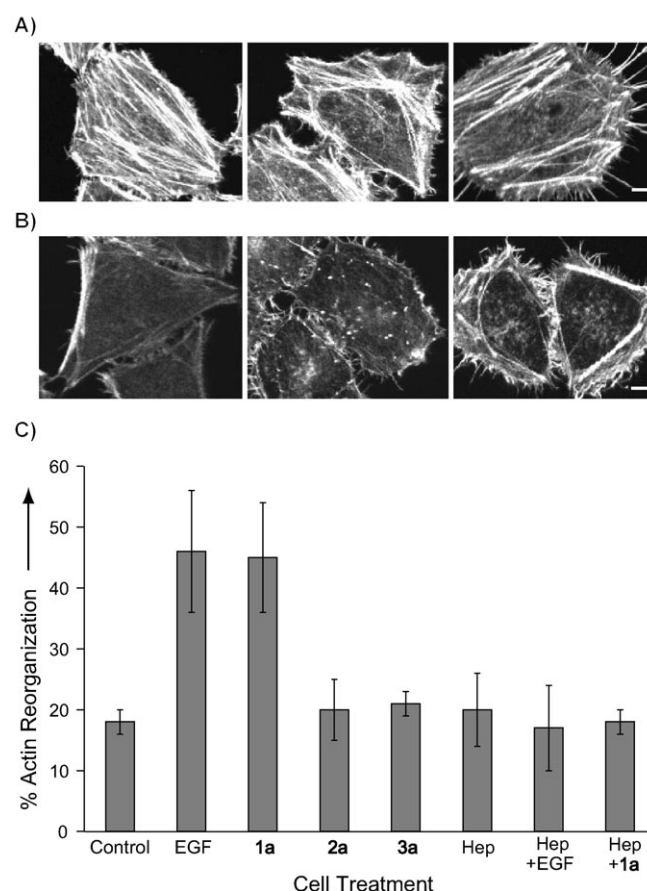 A)
B)
C)
% Actin Reorganization
60
50
40
30
20
10
0
Control EGF 1a 2a 3a Hep Hep +EGF Hep +1a
Cell Treatment